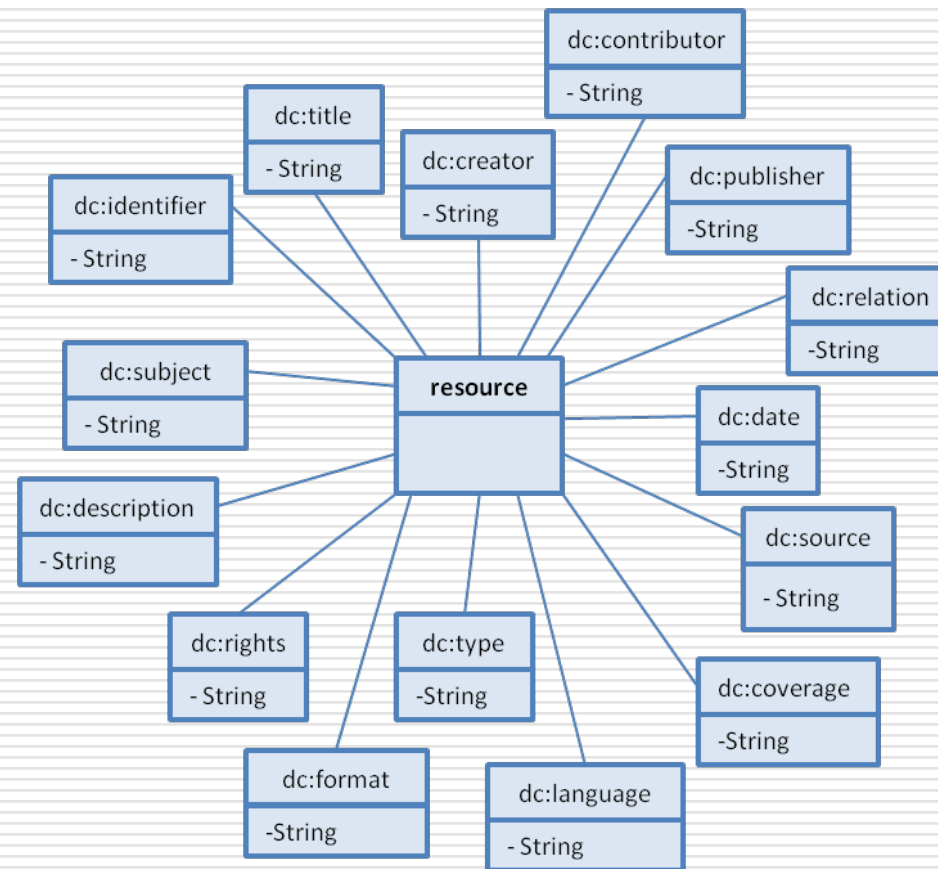 dc:contributor
- String
dc:title
- String
dc:creator
- String
dc:publisher
-String
dc:identifier
- String
dc:relation
-String
dc:subject
- String
resource
dc:date
-String
dc:description
- String
dc:source
- String
dc:rights
- String
dc:type
-String
dc:coverage
-String
dc:format
-String
dc:language
- String